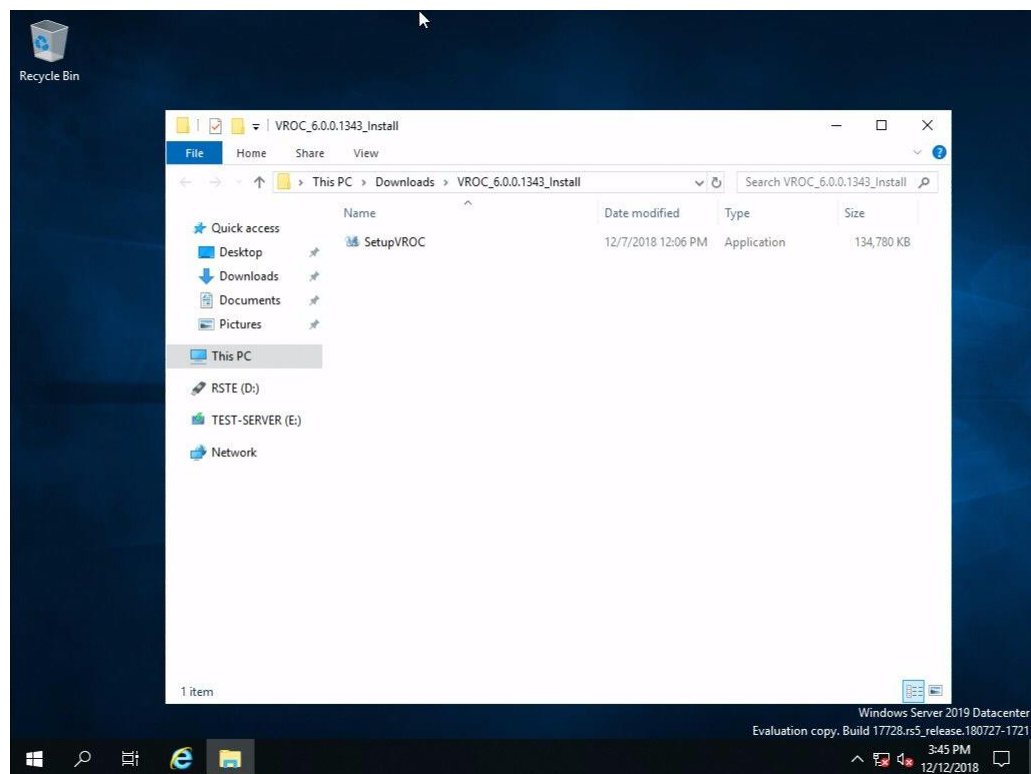 Recycle Bin
VROC_6.0.0.1343_Install
File Home Share View
This PC > Downloads > VROC_6.0.0.1343_Install
Search VROC_6.0.0.1343_Install
Name Date modified Type Size
SetupVROC 12/7/2018 12:06 PM Application 134,780 KB
Quick access
Desktop
Downloads
Documents
Pictures
This PC
RSTE (D:)
TEST-SERVER (E:)
Network
1 item
Windows Server 2019 Datacenter
Evaluation copy. Build 17728.rs5_release.180727-1721
3:45 PM
12/12/2018